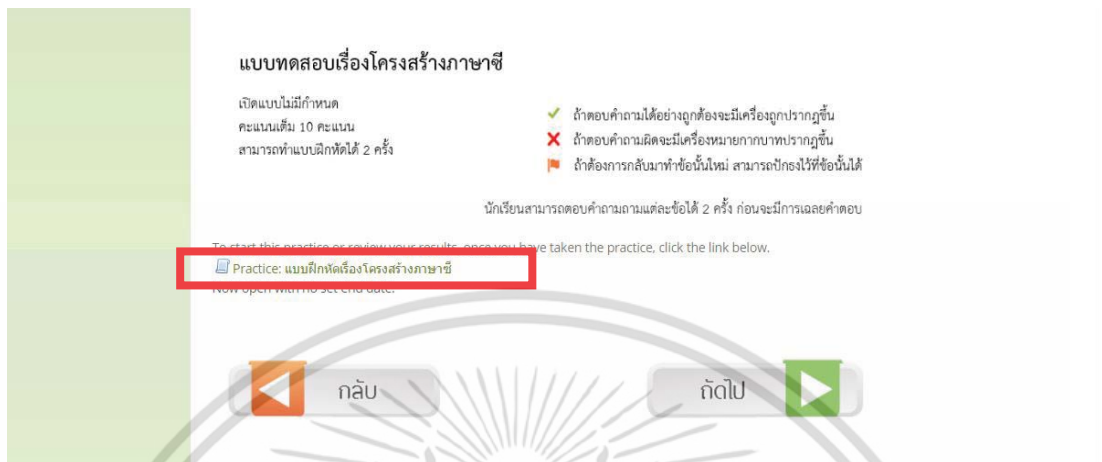 แบบทดสอบเรื่องโครงสร้างภาษาซี
เปิดแบบไม่มีกำหนด
คะแนนเต็ม 10 คะแนน
สามารถทำแบบฝึกหัดได้ 2 ครั้ง
ถ้าตอบคำถามได้อย่างถูกต้องจะมีเครื่องถูกปรากฏขึ้น
ถ้าตอบคำถามผิดจะมีเครื่องหมายกากบาทปรากฏขึ้น
ถ้าต้องการกลับมาทำข้อนั้นใหม่ สามารถปักธงไว้ที่ข้อนั้นได้
นักเรียนสามารถตอบคำถามถามแต่ละข้อได้ 2 ครั้ง ก่อนจะมีการเฉลยคำตอบ
To start this practice or review your results, once you have taken the practice, click the link below.
Practice: แบบฝึกหัดเรื่องโครงสร้างภาษาซี
Now open with no set end date.
กลับ
ถัดไป